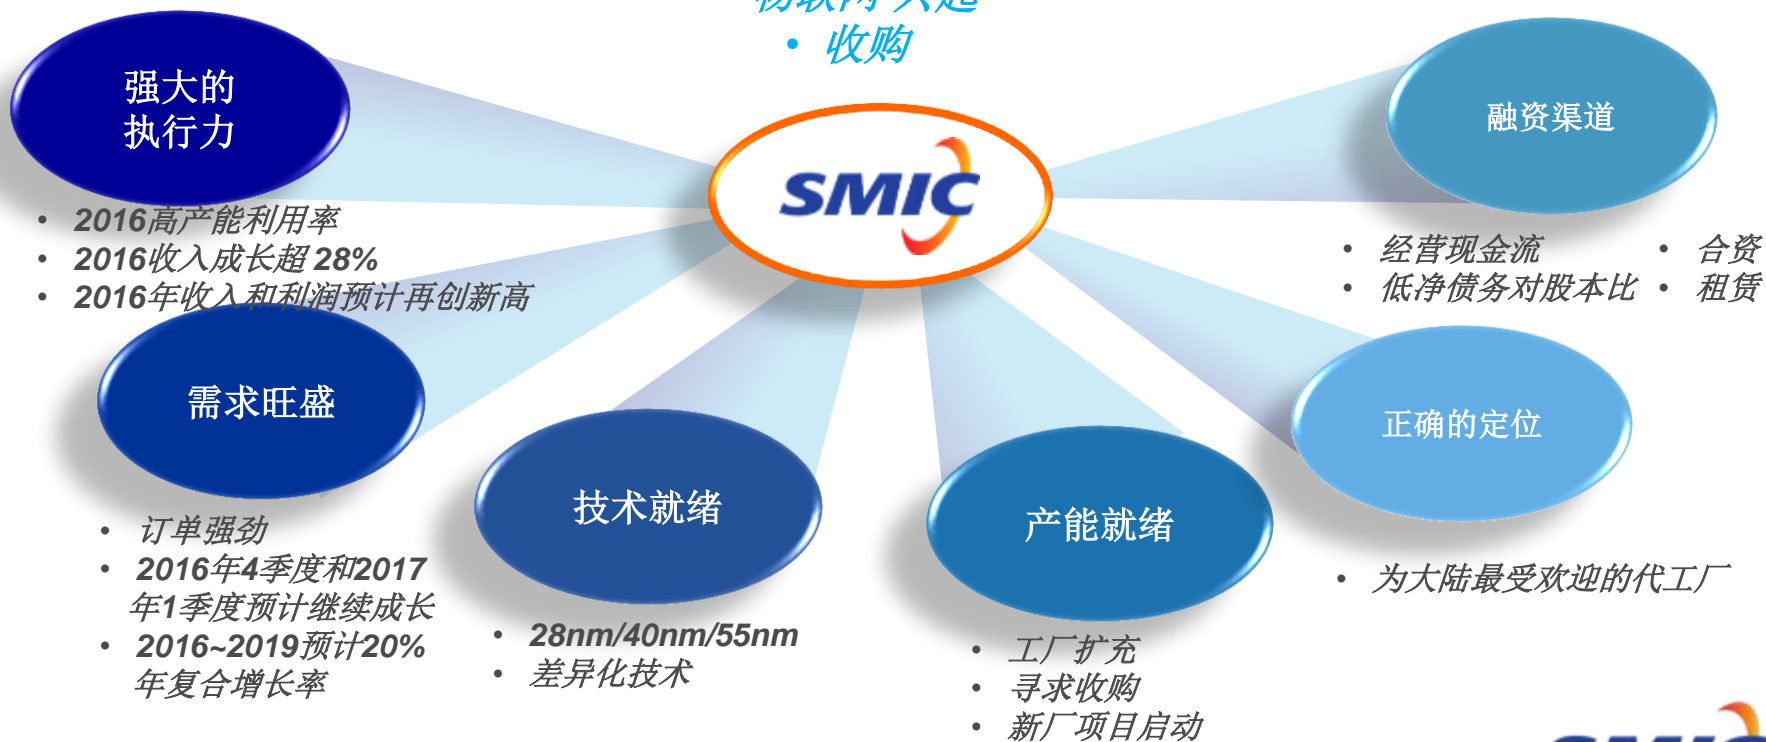 物联网 兴起
• 收购
强大的
执行力
SMIC
融资渠道
• 2016高产能利用率
• 2016收入成长超 28%
• 2016年收入和利润预计再创新高
• 经营现金流
• 低净债务对股本比
• 合资
• 租赁
需求旺盛
技术就绪
产能就绪
正确的定位
• 订单强劲
• 2016年4季度和2017
年1季度预计继续成长
• 2016~2019预计20%
年复合增长率
• 28nm/40nm/55nm
• 差异化技术
• 工厂扩充
• 寻求收购
• 新厂项目启动
• 为大陆最受欢迎的代工厂
SMIC